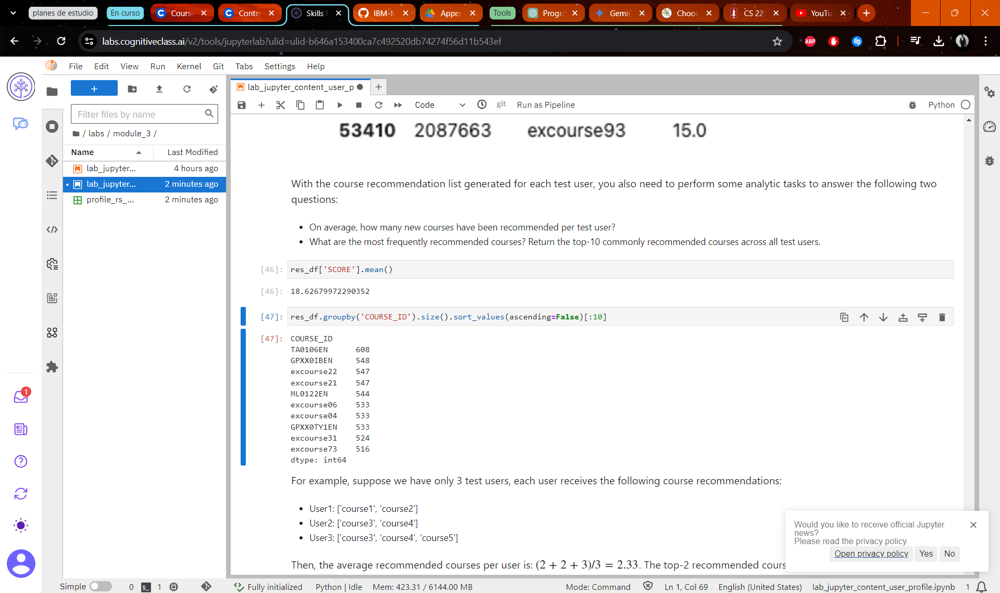 planes de estudio
En curso
Cours
Conte
Skills
IBM-M
Apper
Tools
Progra
Gemin
Choos
CS 229
YouTu
labs.cognitiveclass.ai/v2/tools/jupyterlab?ulid=ulid-b646a153400ca7c492520db74274f56d11b543ef
ABP
File Edit View Run Kernel Git Tabs Settings Help
lab_jupyter_content_user_p
Filter files by name
/ labs / module_3 /
Name Last Modified
lab_jupyter... 4 hours ago
lab_jupyter... 2 minutes ago
profile_rs_... 2 minutes ago
Code
git
Run as Pipeline
Python
53410 2087663 excourse93 15.0
With the course recommendation list generated for each test user, you also need to perform some analytic tasks to answer the following two
questions:
• On average, how many new courses have been recommended per test user?
• What are the most frequently recommended courses? Return the top-10 commonly recommended courses across all test users.
[46]: res_df['SCORE'].mean()
[46]: 18.62679972290352
[47]: res_df.groupby('COURSE_ID').size().sort_values(ascending=False)[:10]
[47]: COURSE_ID
TA0106EN 608
GPXX0IBEN 548
excourse22 547
excourse21 547
ML0122EN 544
excourse06 533
excourse04 533
GPXX0TY1EN 533
excourse31 524
excourse73 516
dtype: int64
For example, suppose we have only 3 test users, each user receives the following course recommendations:
• User1: ['course1', 'course2']
• User2: ['course3', 'course4']
• User3: ['course3', 'course4', 'course5']
Then, the average recommended courses per user is: (2 + 2 + 3)/3 = 2.33. The top-2 recommended cours
Would you like to receive official Jupyter
news?
Please read the privacy policy.
Open privacy policy Yes No
1
Simple 0 1 Fully initialized Python | Idle Mem: 423.31 / 6144.00 MB Mode: Command Ln 1, Col 69 English (United States) lab_jupyter_content_user_profile.ipynb 1